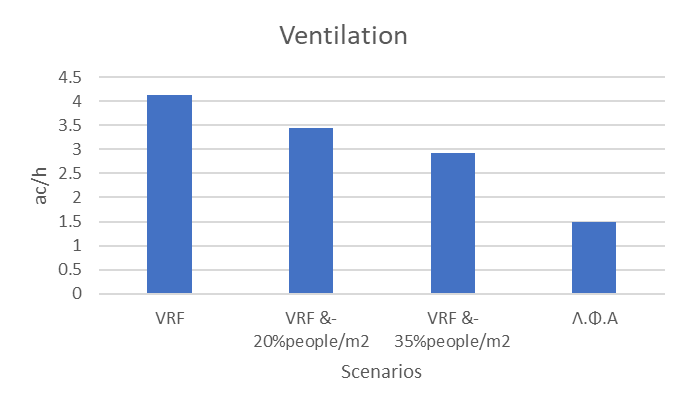 Ventilation
4.5
4
3.5
3
2.5
2
1.5
1
0.5
0
ac/h
VRF
VRF &-
20%people/m2
VRF &-
35%people/m2
Λ.Φ.Α
Scenarios